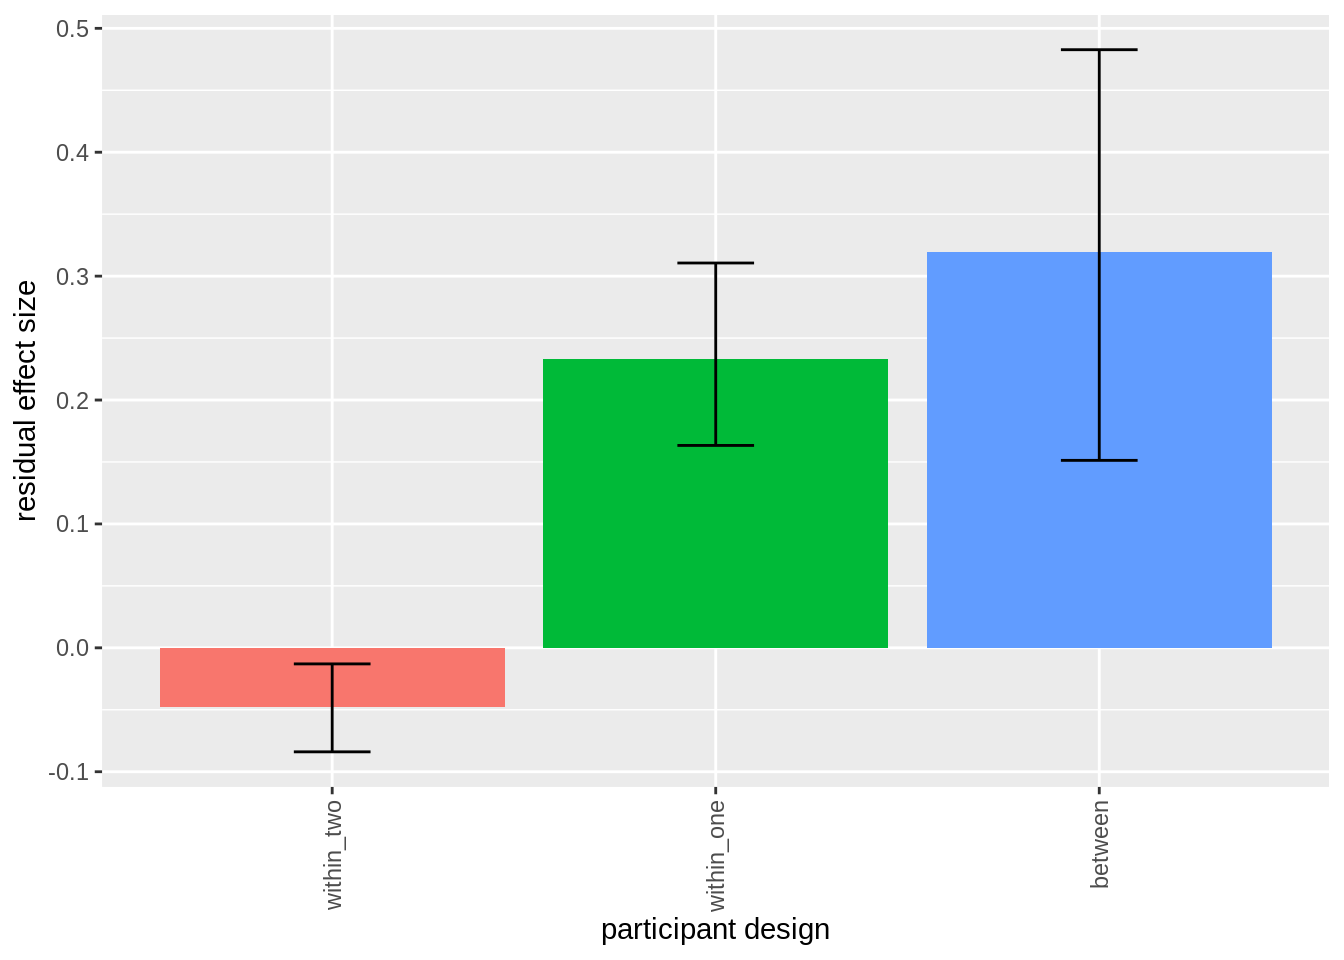 0.5
0.4
0.3
0.2
0.1
0.0
-0.1
residual effect size
within_two
within_one
between
participant design